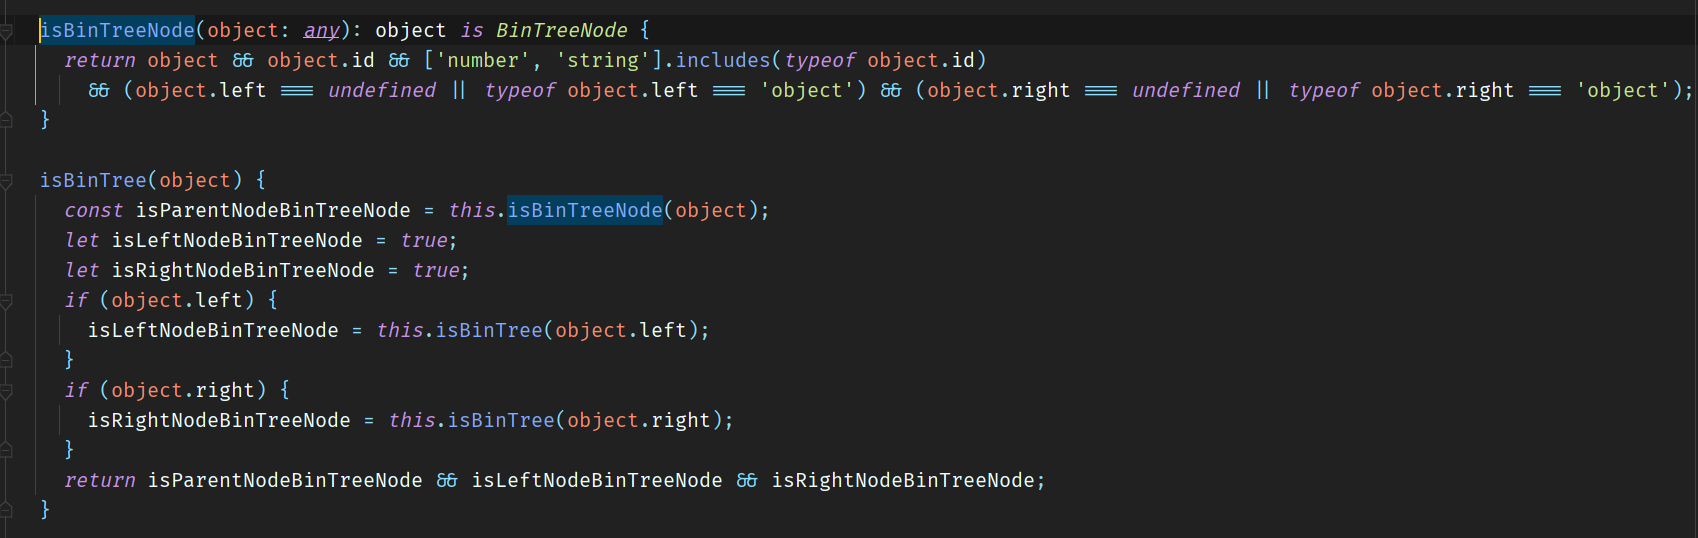 isBinTreeNode(object: any): object is BinTreeNode {
return object && object.id && ['number', 'string'].includes(typeof object.id)
&& (object.left === undefined || typeof object.left === 'object') && (object.right === undefined || typeof object.right === 'object');
}
isBinTree(object) {
const isParentNodeBinTreeNode = this.isBinTreeNode(object);
let isLeftNodeBinTreeNode = true;
let isRightNodeBinTreeNode = true;
if (object.left) {
isLeftNodeBinTreeNode = this.isBinTree(object.left);
}
if (object.right) {
isRightNodeBinTreeNode = this.isBinTree(object.right);
}
return isParentNodeBinTreeNode && isLeftNodeBinTreeNode && isRightNodeBinTreeNode;
}